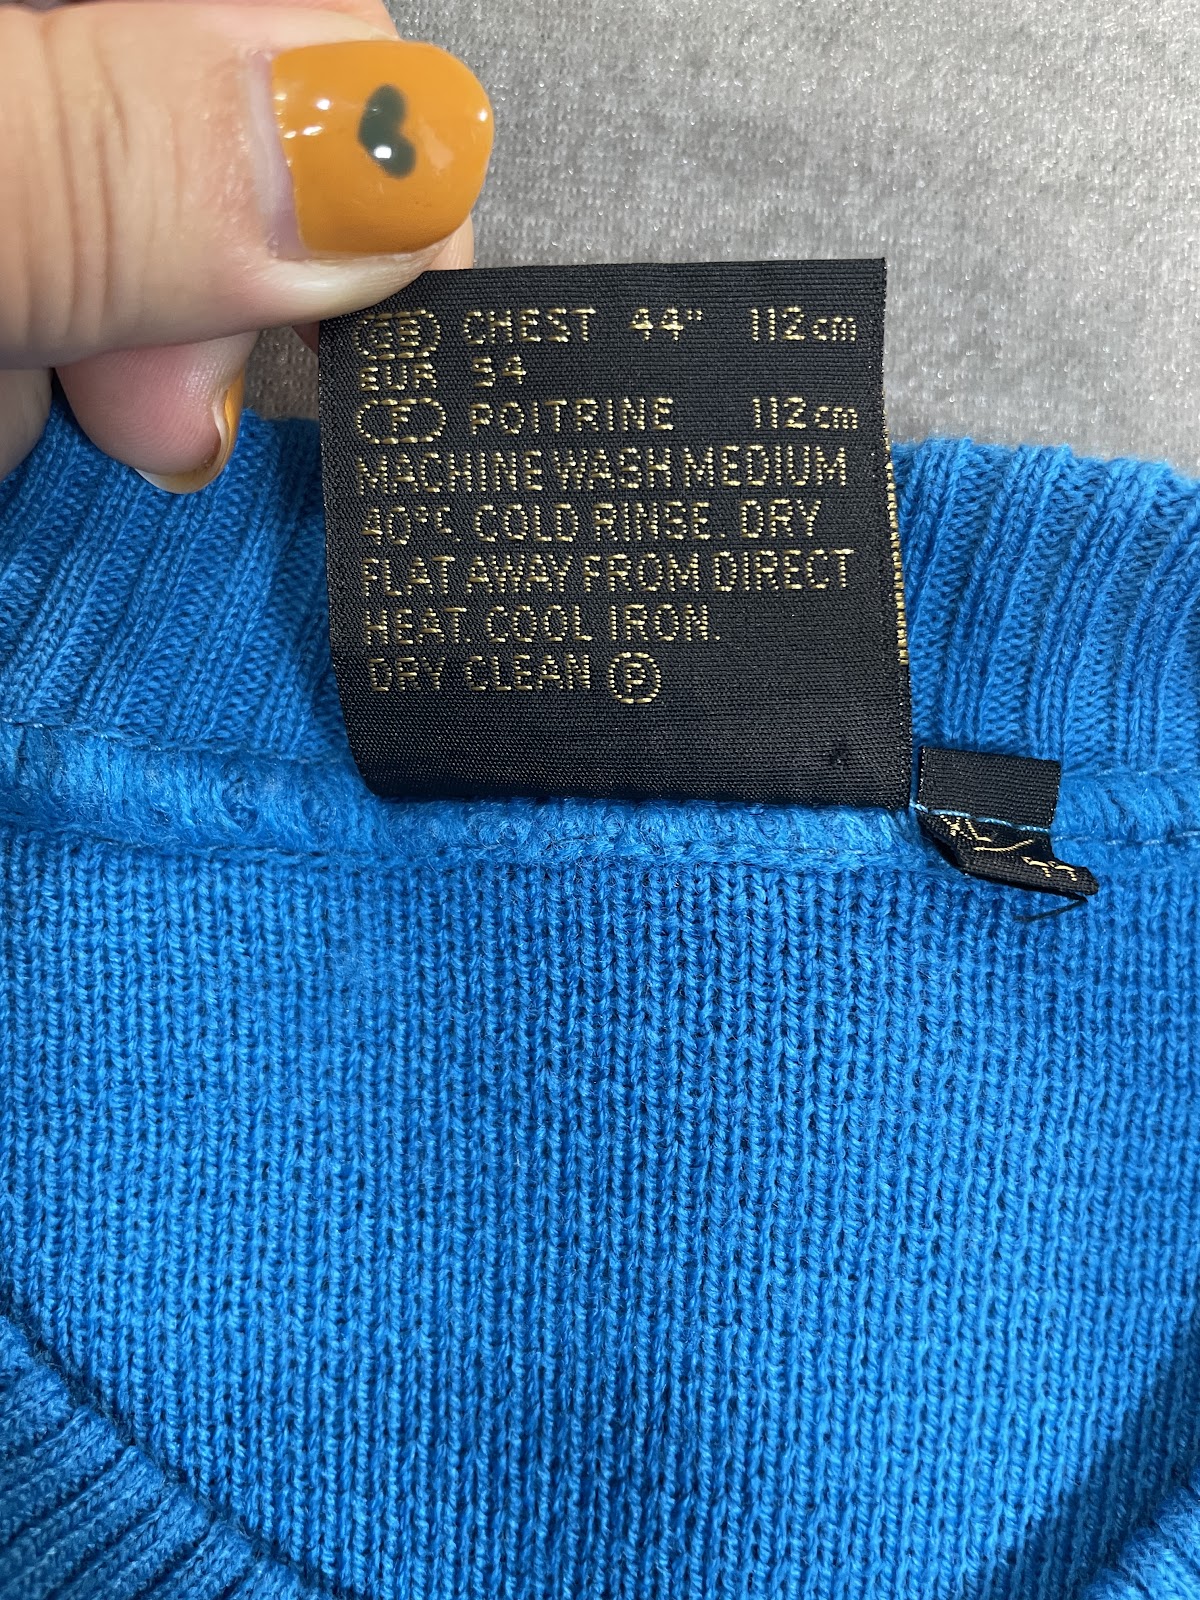 GB CHEST 44" 112cm
EUR 54
F POITRINE 112cm
MACHINE WASH MEDIUM
40°C. COLD RINSE. DRY
FLAT AWAY FROM DIRECT
HEAT. COOL IRON.
DRY CLEAN P